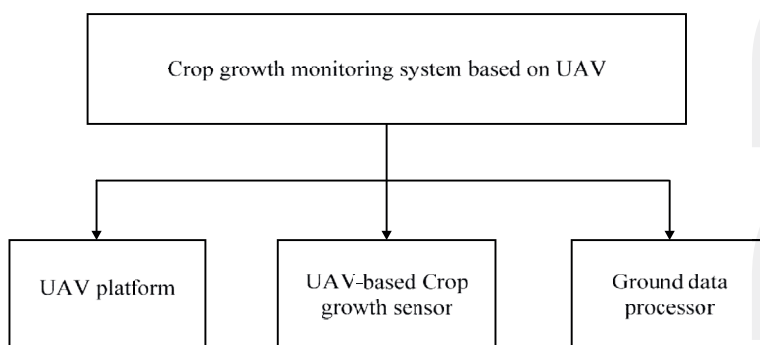 Crop growth monitoring system based on UAV
UAV platform
UAV-based Crop
growth sensor
Ground data
processor